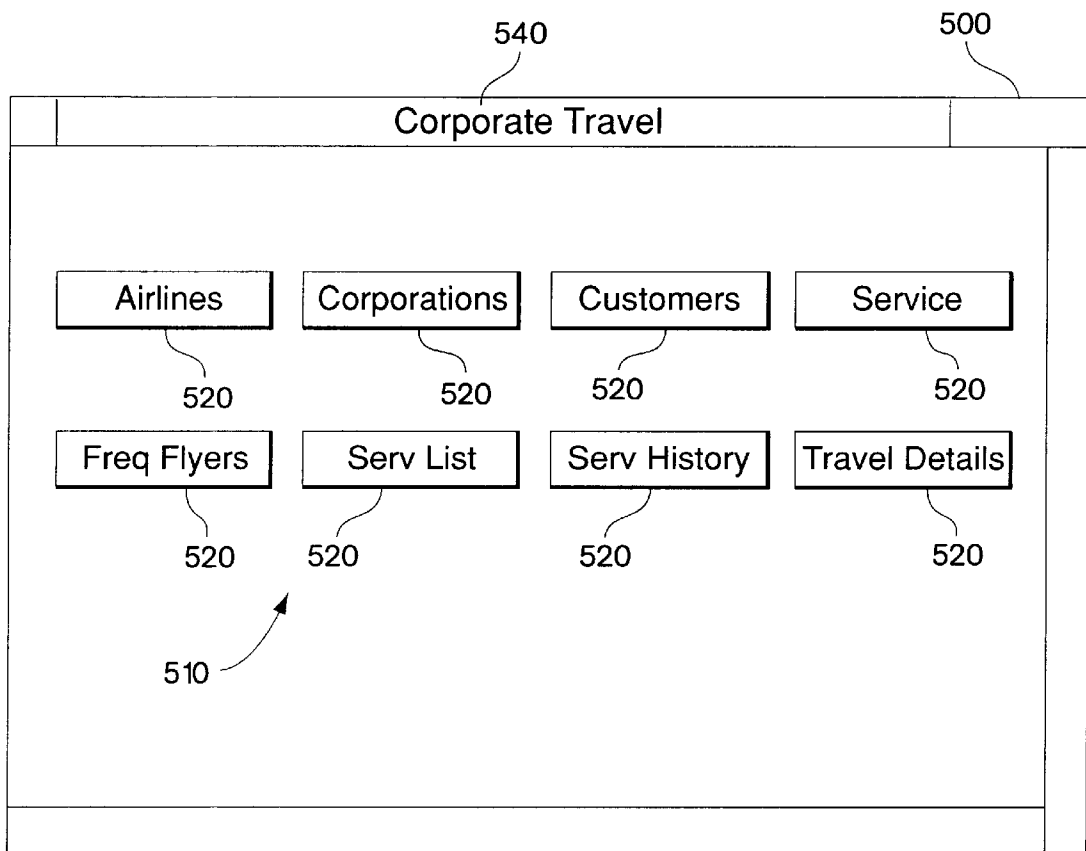 540
500
Corporate Travel
Airlines Corporations Customers Service
520 520 520 520
Freq Flyers Serv List Serv History Travel Details
520 520 520 520
510